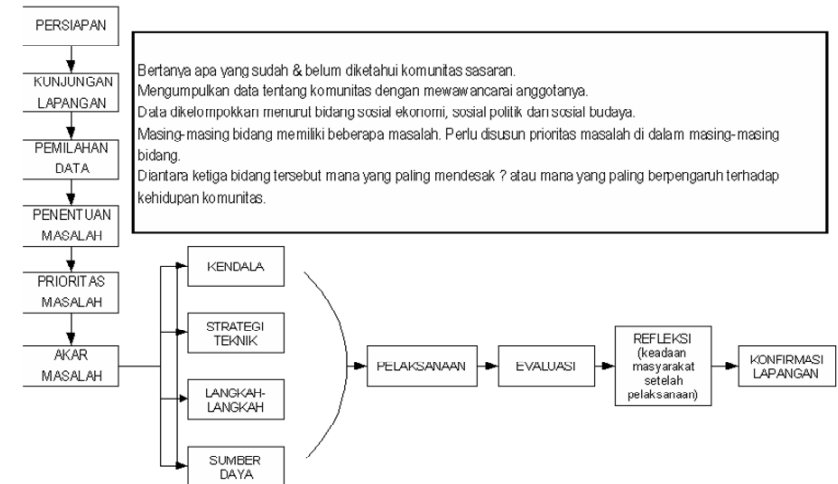 PERSIAPAN
KUNJUNGAN
LAPANGAN
PEMILAHAN
DATA
PENENTUAN
MASALAH
PRIORITAS
MASALAH
AKAR
MASALAH
Bertanya apa yang sudah & belum diketahui komunitas sasaran.
Mengumpulkan data tentang komunitas dengan mewawancarai anggotanya.
Data dikelompokkan menurut bidang sosial ekonomi, sosial politik dan sosial budaya.
Masing-masing bidang memiliki beberapa masalah. Perlu disusun prioritas masalah di dalam masing-masing
bidang.
Diantara ketiga bidang tersebut mana yang paling mendesak ? atau mana yang paling berpengaruh terhadap
kehidupan komunitas.
KENDALA
STRATEGI
TEKNIK
LANGKAH-
LANGKAH
SUMBER
DAYA
PELAKSANAAN
EVALUASI
REFLEKSI
(keadaan
masyarakat
setelah
pelaksanaan)
KONFIRMASI
LAPANGAN